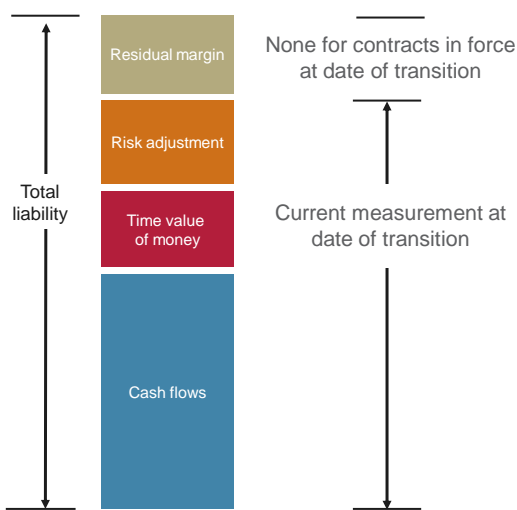 Residual margin
None for contracts in force
at date of transition
Risk adjustment
Total
liability
Time value
of money
Current measurement at
date of transition
Cash flows